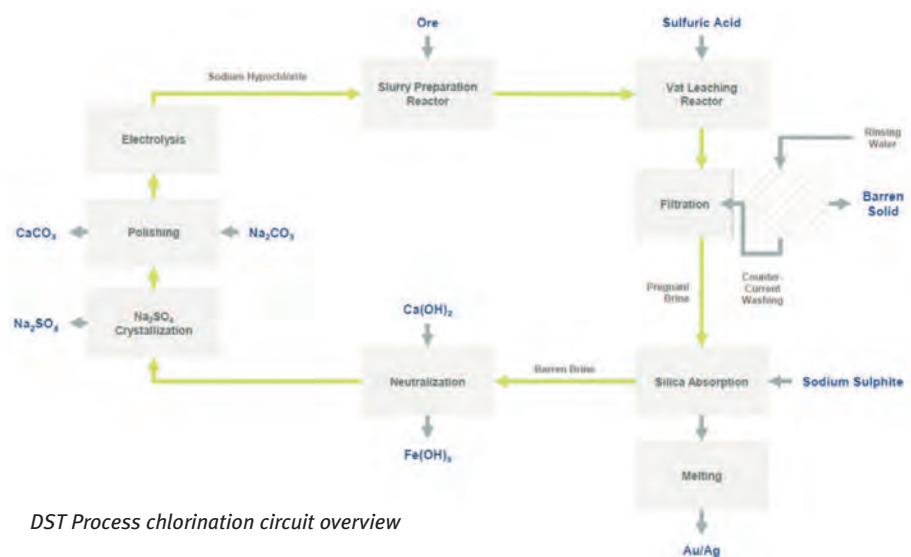 Ore
Sulfuric Acid
Sodium Hypochlorite
Slurry Preparation
Reactor
Vat Leaching
Reactor
Electrolysis
Rinsing
Water
Filtration
Barren
Solid
CaCO₃
Polishing
Na₂CO₃
Pregnant
Brine
Counter-
Current
Washing
Na₂SO₄
Na₂SO₄
Crystallization
Ca(OH)₂
Neutralization
Barren Brine
Silica Absorption
Sodium Sulphite
Fe(OH)₃
Melting
DST Process chlorination circuit overview
Au/Ag